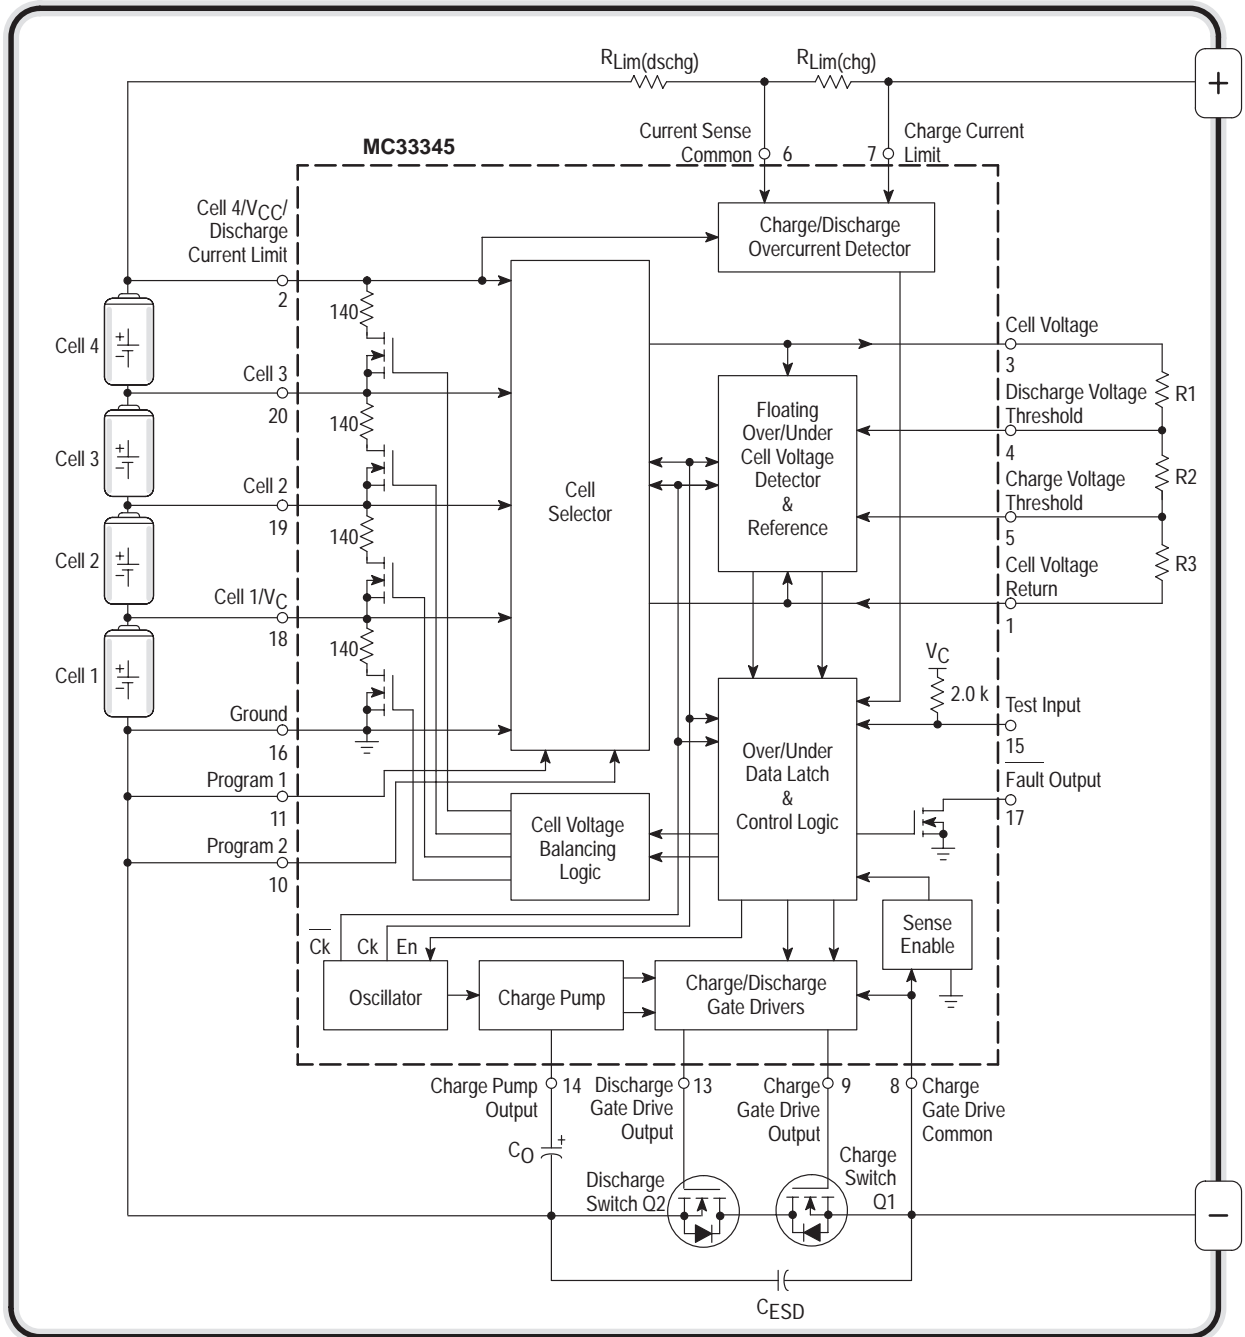 RLim(dschg)
RLim(chg)
+
MC33345
Current Sense
Common
6
7
Charge Current
Limit
Cell 4/VCC/
Discharge
Current Limit
2
Charge/Discharge
Overcurrent Detector
140
Cell 4
+
–
Cell 3
20
140
Cell 3
+
–
Cell 2
19
140
Cell 2
+
–
Cell 1/VC
18
140
Cell 1
+
–
Ground
16
Program 1
11
Program 2
10
Cell
Selector
Floating
Over/Under
Cell Voltage
Detector
&
Reference
Cell Voltage
3
R1
Discharge Voltage
Threshold
4
R2
Charge Voltage
Threshold
5
R3
Cell Voltage
Return
1
VC
2.0 k
Test Input
15
Fault Output
17
Over/Under
Data Latch
&
Control Logic
Cell Voltage
Balancing
Logic
Sense
Enable
Ck
Ck
En
Oscillator
Charge Pump
Charge/Discharge
Gate Drivers
Charge Pump
Output
14
Discharge
Gate Drive
Output
13
Charge
Gate Drive
Output
9
8
Charge
Gate Drive
Common
CO
+
Discharge
Switch Q2
Charge
Switch
Q1
–
CESD